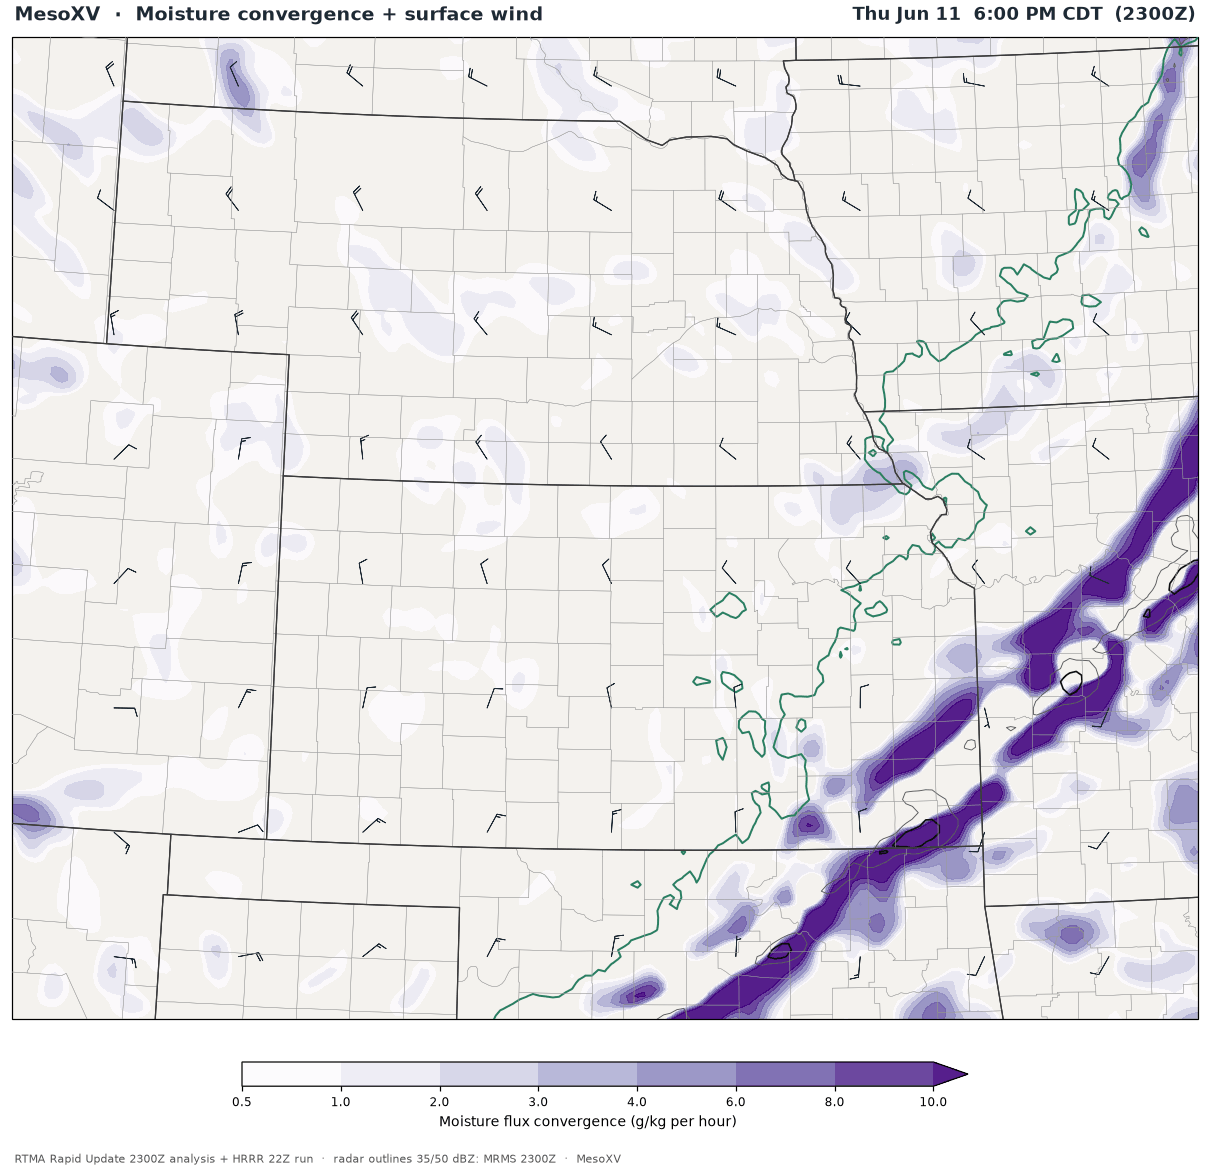 MesoXV · Moisture convergence + surface wind
Thu Jun 11 6:00 PM CDT (2300Z)
0.5 1.0 2.0 3.0 4.0 6.0 8.0 10.0
Moisture flux convergence (g/kg per hour)
RTMA Rapid Update 2300Z analysis + HRRR 22Z run · radar outlines 35/50 dBZ: MRMS 2300Z · MesoXV